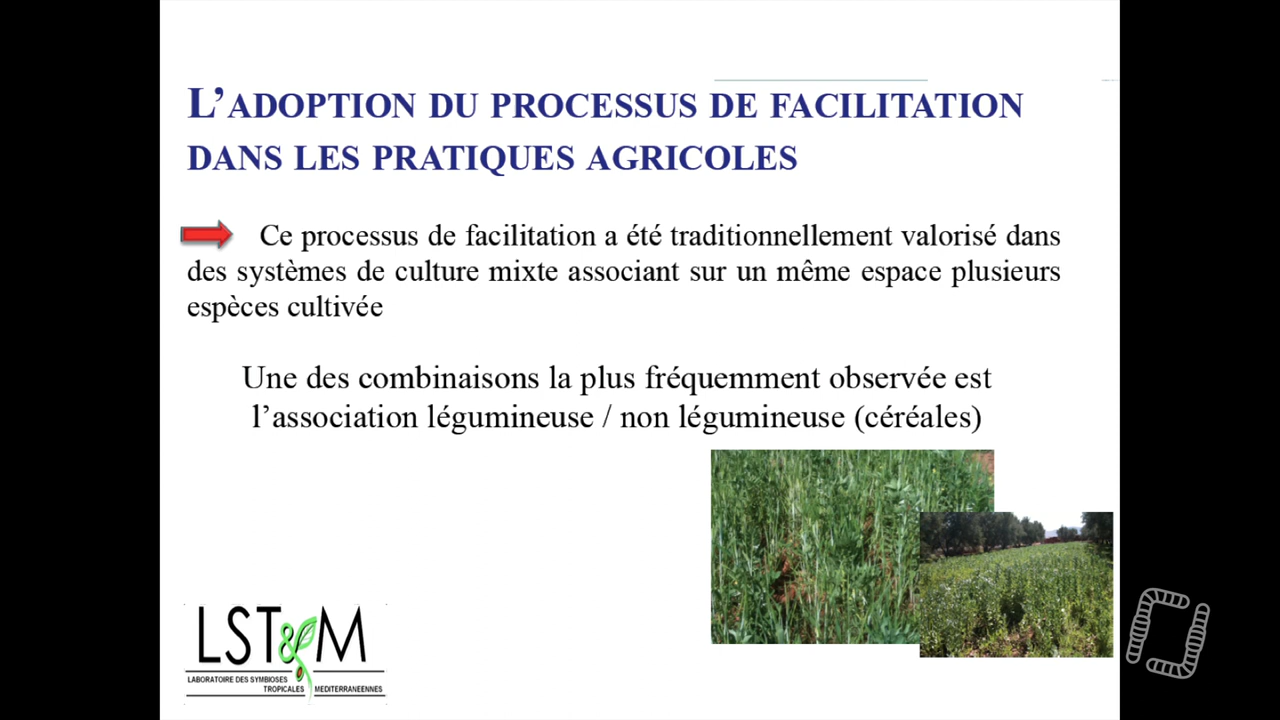 L’ADOPTION DU PROCESSUS DE FACILITATION
DANS LES PRATIQUES AGRICOLES
Ce processus de facilitation a été traditionnellement valorisé dans
des systèmes de culture mixte associant sur un même espace plusieurs
espèces cultivée
Une des combinaisons la plus fréquemment observée est
l’association légumineuse / non légumineuse (céréales)
LST&M
LABORATOIRE DES SYMBIOSES
TROPICALES MEDITERRANEENNES